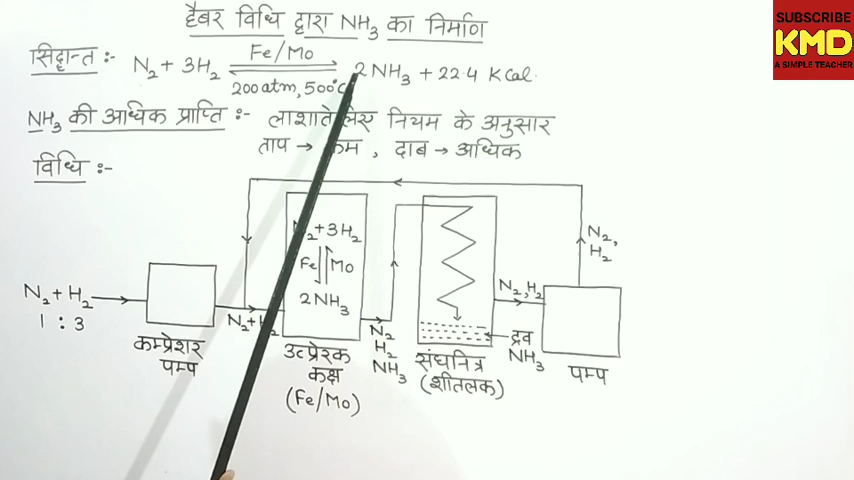 हैबर विधि द्वारा NH₃ का निर्माण
SUBSCRIBE
KMD
A SIMPLE TEACHER
सिद्धान्त :- N₂ + 3H₂ ⇌ 2NH₃ + 22.4 KCal.
Fe/Mo
200 atm, 500°C
NH₃ की अधिक प्राप्ति :- लाशाते लिए नियम के अनुसार
ताप → कम , दाब → अधिक
विधि :-
N₂ + H₂
1 : 3
कम्प्रेशर
पम्प
N₂+H₂
N₂+3H₂
Fe Mo
2NH₃
उत्प्रेरक
कक्ष
(Fe/Mo)
N₂
H₂
NH₃
संघनित्र
(शीतलक)
N₂,H₂
द्रव
NH₃
N₂,
H₂
पम्प